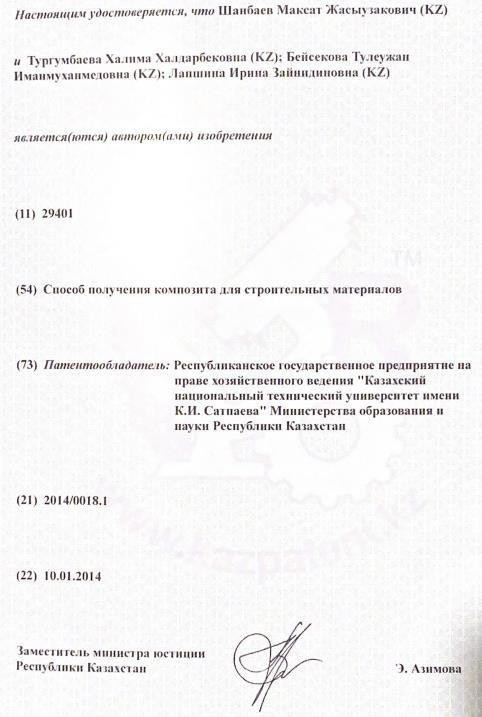 Настоящим удостоверяется, что Шанбаев Максат Жасыузакович (KZ)
и Тургумбаева Халима Халдарбековна (KZ); Бейсекова Тулеужан
Иманмуханмедовна (KZ); Лапшина Ирина Зайнидиновна (KZ)
является(ются) автором(ами) изобретения
(11) 29401
(54) Способ получения композита для строительных материалов
(73) Патентообладатель: Республиканское государственное предприятие на
праве хозяйственного ведения "Казахский
национальный технический университет имени
К.И. Сатпаева" Министерства образования и
науки Республики Казахстан
(21) 2014/0018.1
(22) 10.01.2014
Заместитель министра юстиции
Республики Казахстан
Э. Азимова
TM
www.kazpatent.kz